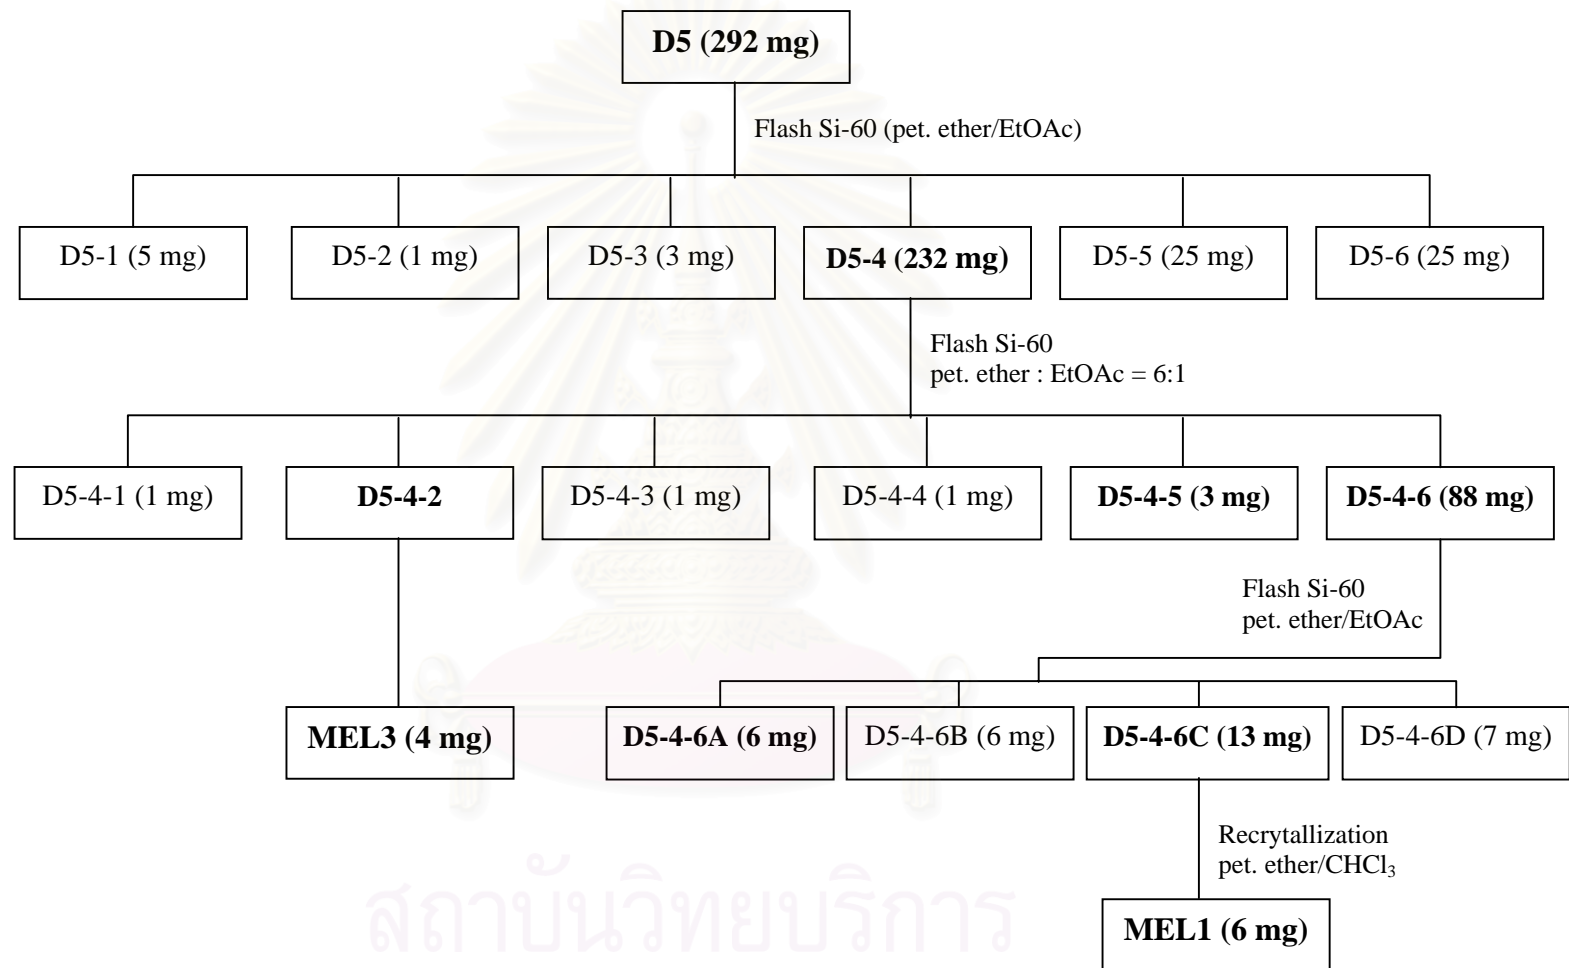 D5 (292 mg)
Flash Si-60 (pet. ether/EtOAc)
D5-1 (5 mg)
D5-2 (1 mg)
D5-3 (3 mg)
D5-4 (232 mg)
D5-5 (25 mg)
D5-6 (25 mg)
Flash Si-60
pet. ether : EtOAc = 6:1
D5-4-1 (1 mg)
D5-4-2
D5-4-3 (1 mg)
D5-4-4 (1 mg)
D5-4-5 (3 mg)
D5-4-6 (88 mg)
Flash Si-60
pet. ether/EtOAc
MEL3 (4 mg)
D5-4-6A (6 mg)
D5-4-6B (6 mg)
D5-4-6C (13 mg)
D5-4-6D (7 mg)
Recrytallization
pet. ether/CHCl₃
MEL1 (6 mg)
สถาบันวิทยบริการ